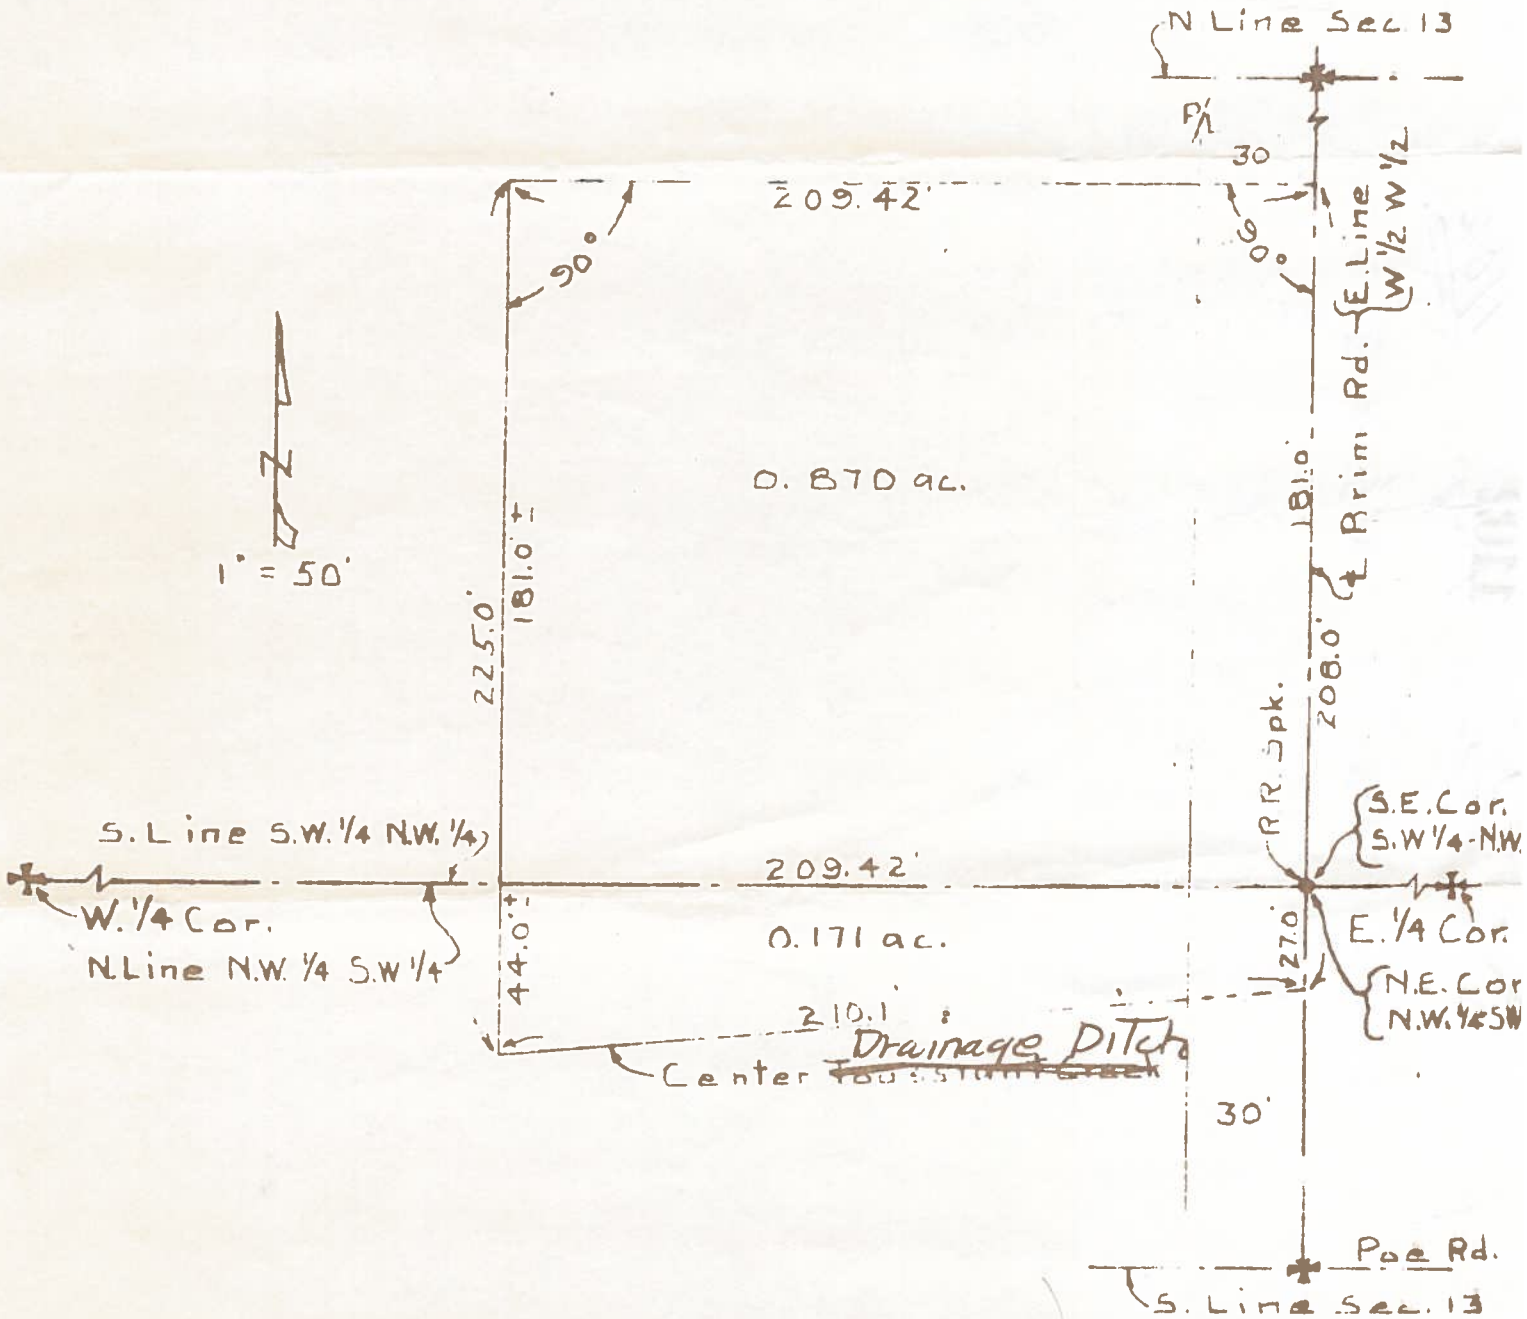 N Line Sec. 13
P/L
30
209.42'
90°
90°
E. Line
W 1/2 W 1/2
℄ Brim Rd.
181.0'
208.0'
0.870 ac.
1" = 50'
N
225.0'
181.0'±
R.R. Spk.
S.E. Cor.
S.W 1/4-N.W.
S. Line S.W. 1/4 N.W. 1/4
209.42'
W. 1/4 Cor.
N. Line N.W. 1/4 S.W 1/4
44.0'±
0.171 ac.
27.0'
E. 1/4 Cor.
N.E. Cor
N.W. 1/4 SW
210.1'
Drainage Ditch
Center Toussaint Creek
30'
Poe Rd.
S. Line Sec. 13